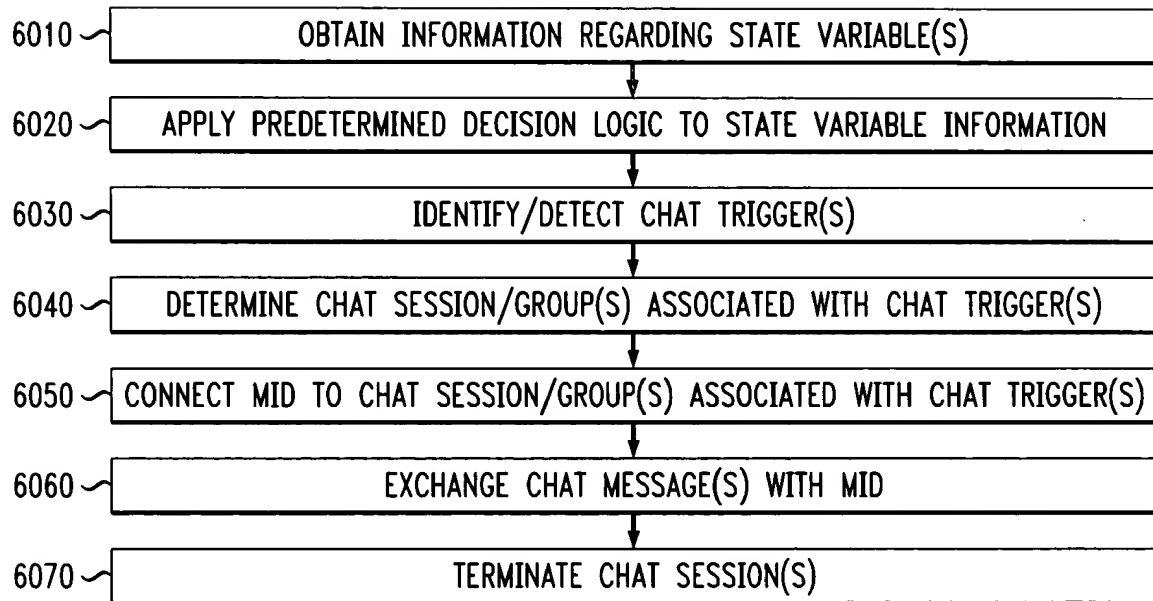 6010 OBTAIN INFORMATION REGARDING STATE VARIABLE(S)
6020 APPLY PREDETERMINED DECISION LOGIC TO STATE VARIABLE INFORMATION
6030 IDENTIFY/DETECT CHAT TRIGGER(S)
6040 DETERMINE CHAT SESSION/GROUP(S) ASSOCIATED WITH CHAT TRIGGER(S)
6050 CONNECT MID TO CHAT SESSION/GROUP(S) ASSOCIATED WITH CHAT TRIGGER(S)
6060 EXCHANGE CHAT MESSAGE(S) WITH MID
6070 TERMINATE CHAT SESSION(S)